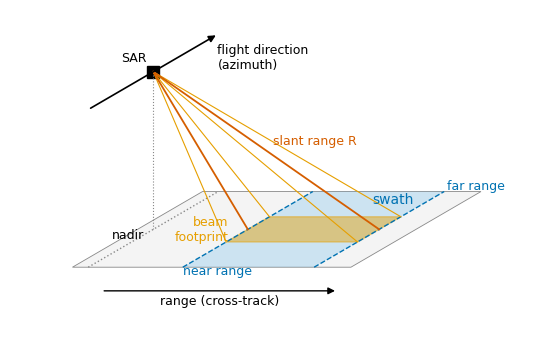 SAR
flight direction
(azimuth)
slant range R
far range
swath
beam
footprint
nadir
near range
range (cross-track)